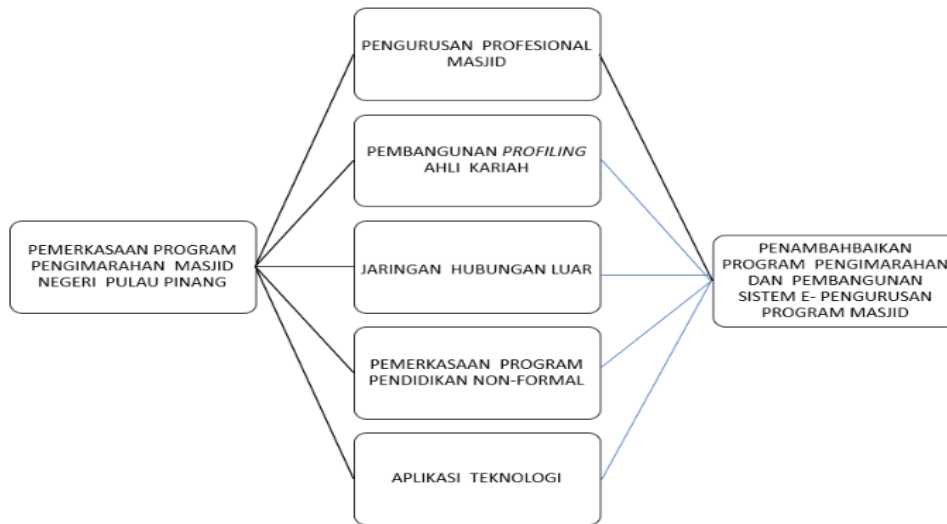 PENGURUSAN PROFESIONAL
MASJID
PEMBANGUNAN PROFILING
AHLI KARIAH
PEMERKASAAN PROGRAM
PENGIMARAHAN MASJID
NEGERI PULAU PINANG
JARINGAN HUBUNGAN LUAR
PENAMBAHBAIKAN
PROGRAM PENGIMARAHAN
DAN PEMBANGUNAN
SISTEM E- PENGURUSAN
PROGRAM MASJID
PEMERKASAAN PROGRAM
PENDIDIKAN NON-FORMAL
APLIKASI TEKNOLOGI